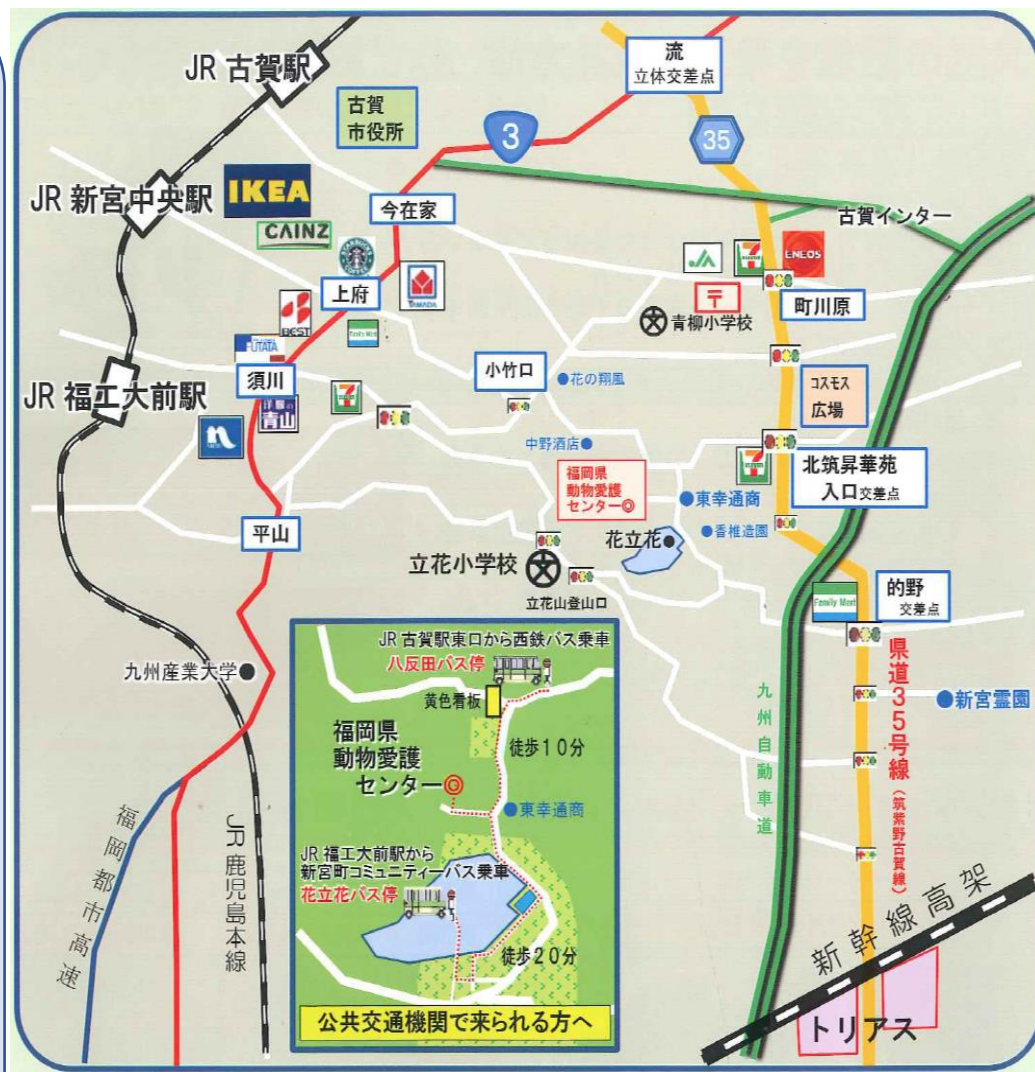 JR 古賀駅
古賀
市役所
3
流
立体交差点
35
JR 新宮中央駅
IKEA
CAINZ
今在家
古賀インター
STARBUCKS COFFEE
YAMADA
上府
BEST
Family Mart
JA
ENEOS
〒
町川原
青柳小学校
JR 福工大前駅
須川
洋服の
青山
小竹口
●花の翔風
コスモス
広場
中野酒店●
福岡県
動物愛護
センター◎
北筑昇華苑
入口交差点
●東幸通商
●香椎造園
平山
花立花●
立花小学校
立花山登山口
Family Mart
的野
交差点
九州産業大学●
県道35号線(筑紫野古賀線)
●新宮霊園
九州自動車道
JR 古賀駅東口から西鉄バス乗車
八反田バス停
黄色看板
福岡県
動物愛護
センター◎
徒歩10分
●東幸通商
JR 福工大前駅から
新宮町コミュニティーバス乗車
花立花バス停
徒歩20分
公共交通機関で来られる方へ
福岡都市高速
JR 鹿児島本線
新幹線高架
トリアス